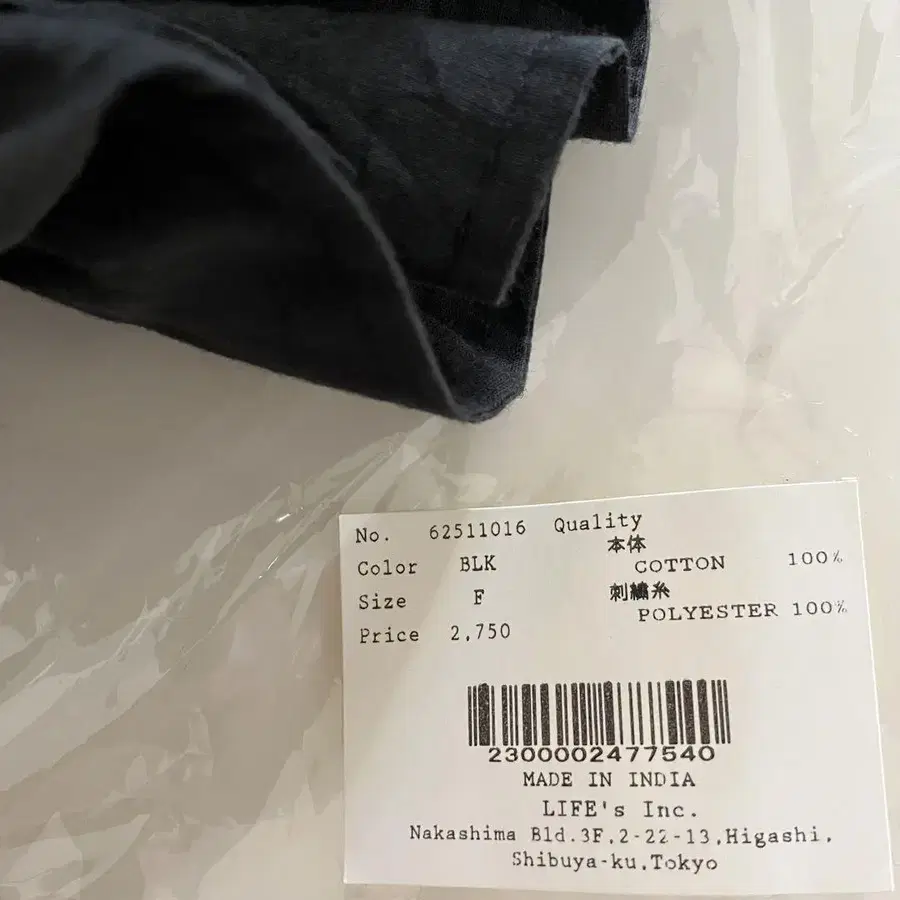 No. 62511016 Quality
本体
Color BLK COTTON 100%
刺繍糸
Size F POLYESTER 100%
Price 2,750
2300002477540
MADE IN INDIA
LIFE's Inc.
Nakashima Bld.3F,2-22-13,Higashi,
Shibuya-ku,Tokyo